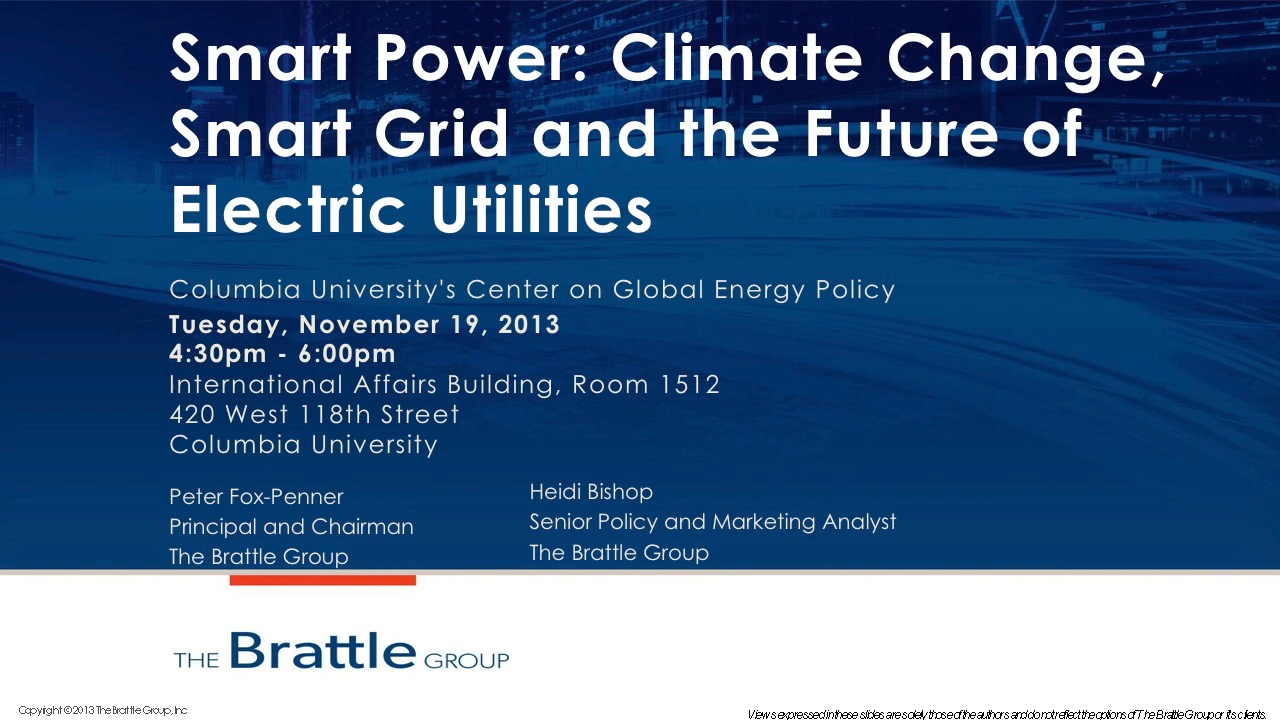 Smart Power: Climate Change,
Smart Grid and the Future of
Electric Utilities
Columbia University's Center on Global Energy Policy
Tuesday, November 19, 2013
4:30pm - 6:00pm
International Affairs Building, Room 1512
420 West 118th Street
Columbia University
Peter Fox-Penner
Principal and Chairman
The Brattle Group
Heidi Bishop
Senior Policy and Marketing Analyst
The Brattle Group
THE Brattle GROUP
Copyright © 2013 The Brattle Group, Inc.
Views expressed in these slides are solely those of the authors and do not reflect the options of The Brattle Group or its clients.